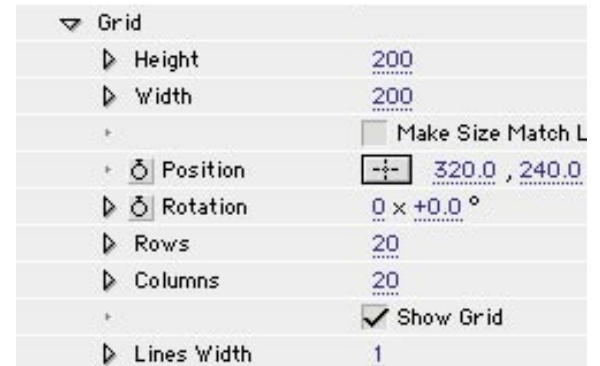 Grid
Height 200
Width 200
Make Size Match L
Position 320.0 , 240.0
Rotation 0 x +0.0 °
Rows 20
Columns 20
Show Grid
Lines Width 1